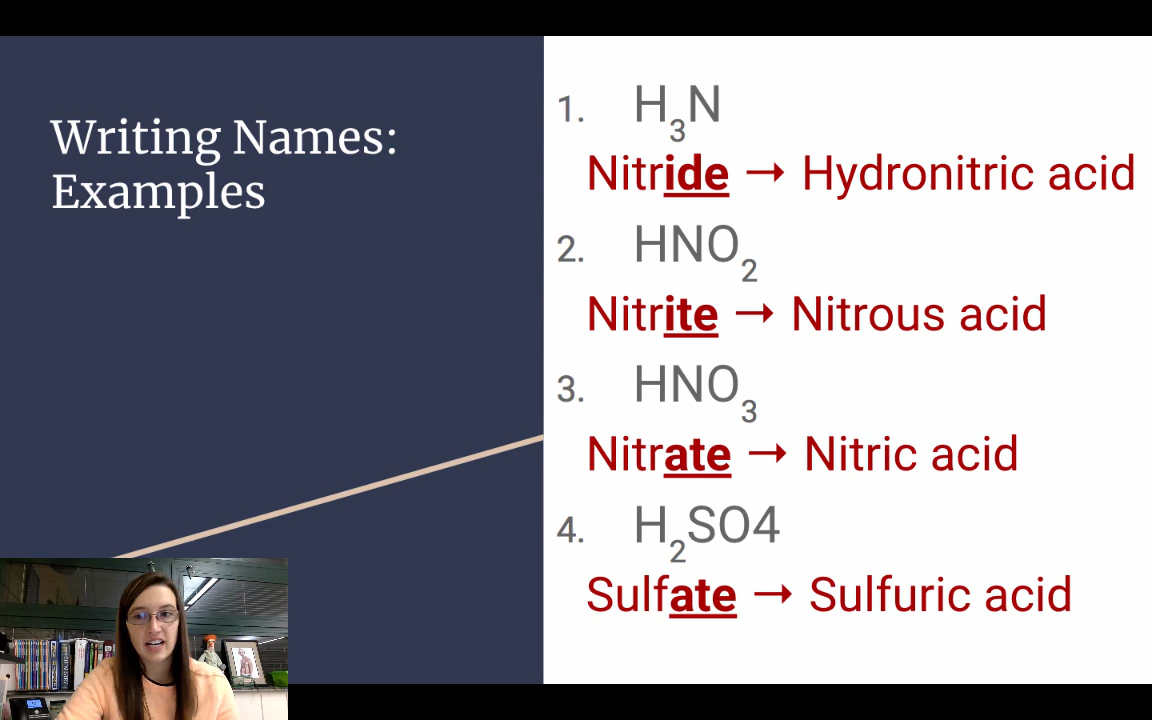 Writing Names:
Examples
1. H₃N
Nitride → Hydronitric acid
2. HNO₂
Nitrite → Nitrous acid
3. HNO₃
Nitrate → Nitric acid
4. H₂SO4
Sulfate → Sulfuric acid